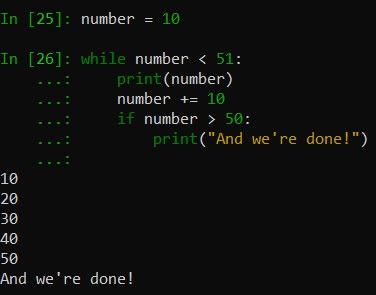 In [25]: number = 10
In [26]: while number < 51:
   ...:     print(number)
   ...:     number += 10
   ...:     if number > 50:
   ...:         print("And we're done!")
   ...:
10
20
30
40
50
And we're done!